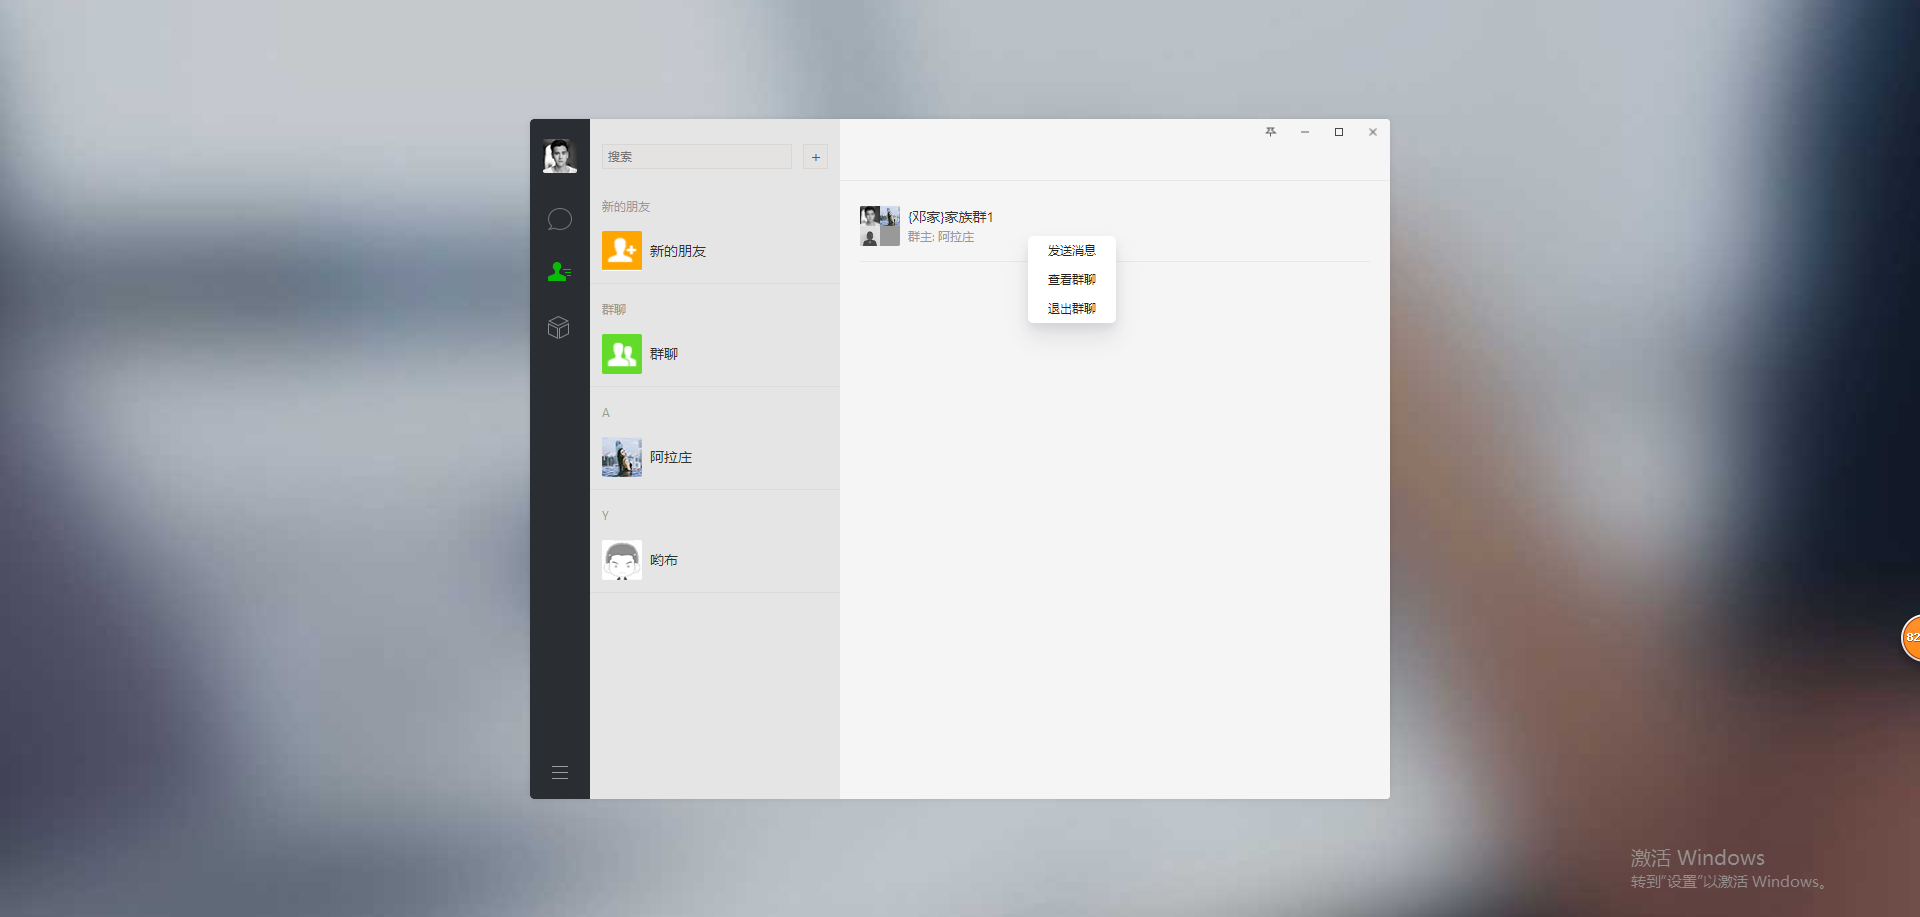 搜索
+
新的朋友
新的朋友
群聊
群聊
A
阿拉庄
Y
哟布
{邓家}家族群1
群主: 阿拉庄
发送消息
查看群聊
退出群聊
82
激活 Windows
转到“设置”以激活 Windows。